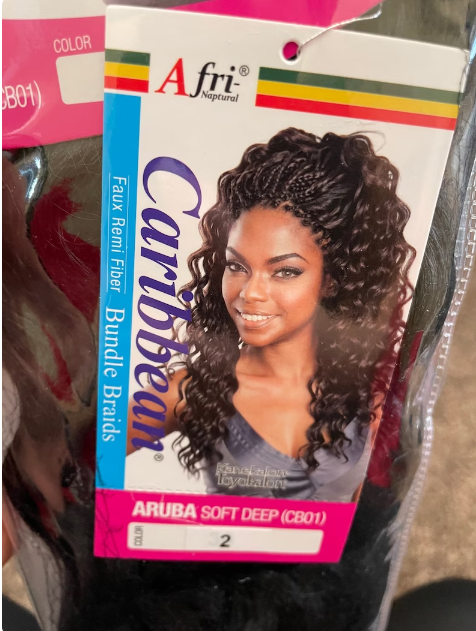 COLOR
CB01)
Afri-®
Naptural
Caribbean®
Faux Remi Fiber Bundle Braids
Kanekalon
Toyokalon
ARUBA SOFT DEEP (CB01)
COLOR 2